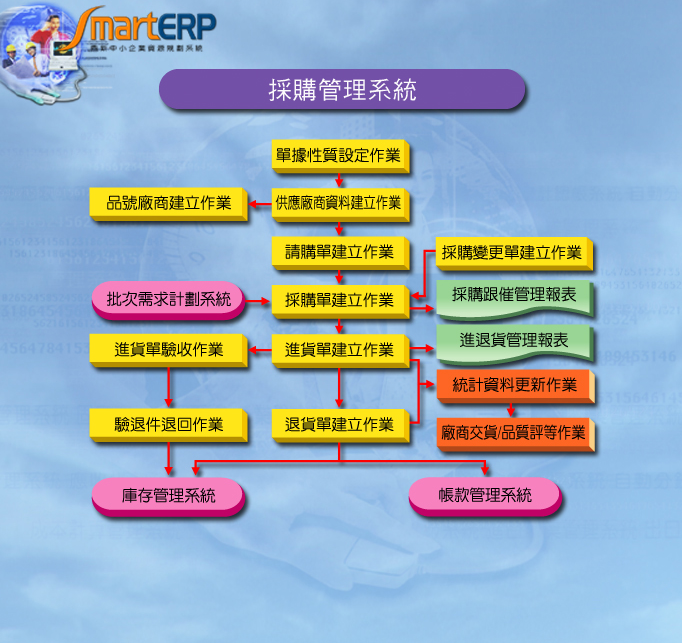 SmartERP
採購管理系統
單據性質設定作業
品號廠商建立作業
供應廠商資料建立作業
請購單建立作業
採購變更單建立作業
批次需求計劃系統
採購單建立作業
採購跟催管理報表
進貨單驗收作業
進貨單建立作業
進退貨管理報表
統計資料更新作業
驗退件退回作業
退貨單建立作業
廠商交貨/品質評等作業
庫存管理系統
帳款管理系統